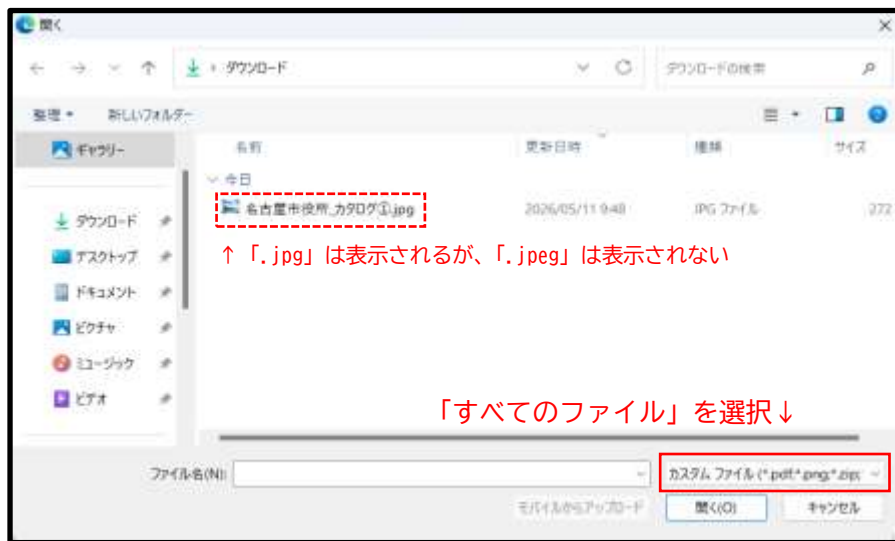 開く
ダウンロード
ダウンロードの検索
整理
新しいフォルダー
ギャラリー
名前
更新日時
種類
サイズ
今日
名古屋市役所_カタログ①.jpg
2026/05/11 9:48
JPG ファイル
272
↑「.jpg」は表示されるが、「.jpeg」は表示されない
ダウンロード
デスクトップ
ドキュメント
ピクチャ
ミュージック
ビデオ
「すべてのファイル」を選択↓
ファイル名(N):
カスタム ファイル (*.pdf;*.png;*.zip;
モバイルからアップロード
開く(O)
キャンセル